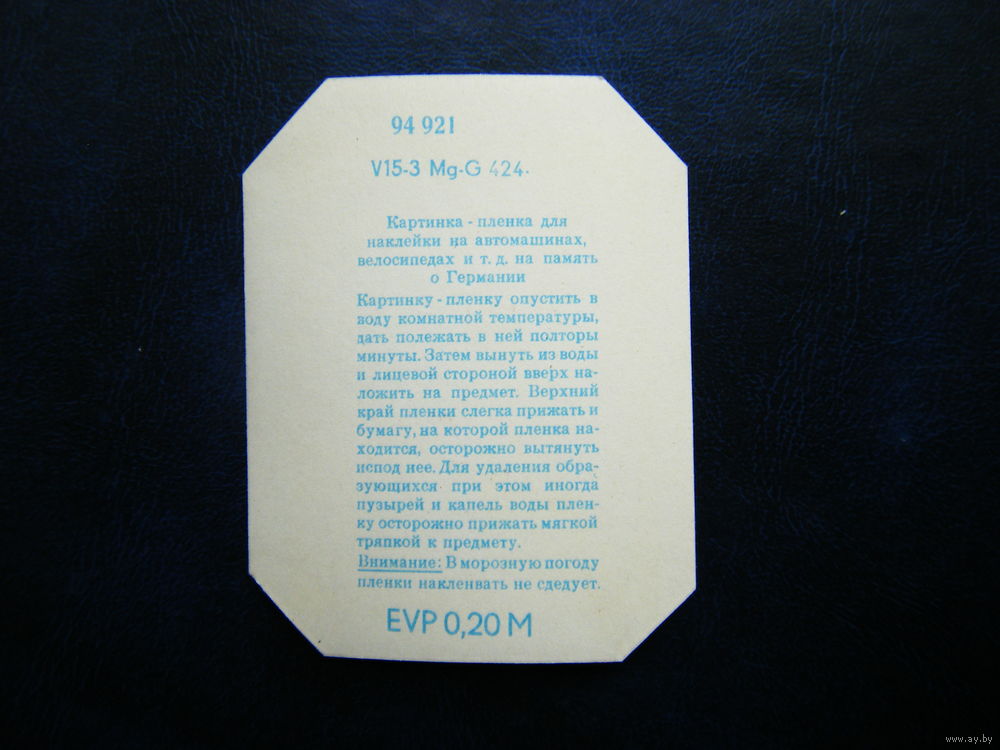 94 921
V15-3 Mg-G 424.
Картинка - пленка для
наклейки на автомашинах,
велосипедах и т. д. на память
о Германии
Картинку - пленку опустить в
воду комнатной температуры,
дать полежать в ней полторы
минуты. Затем вынуть из воды
и лицевой стороной вверх на-
ложить на предмет. Верхний
край пленки слегка прижать и
бумагу, на которой пленка на-
ходится, осторожно вытянуть
испод нее. Для удаления обра-
зующихся при этом иногда
пузырей и капель воды плен-
ку осторожно прижать мягкой
тряпкой к предмету.
Внимание: В морозную погоду
пленки накленвать не сдедует.
EVP 0,20 M
www.ay.by